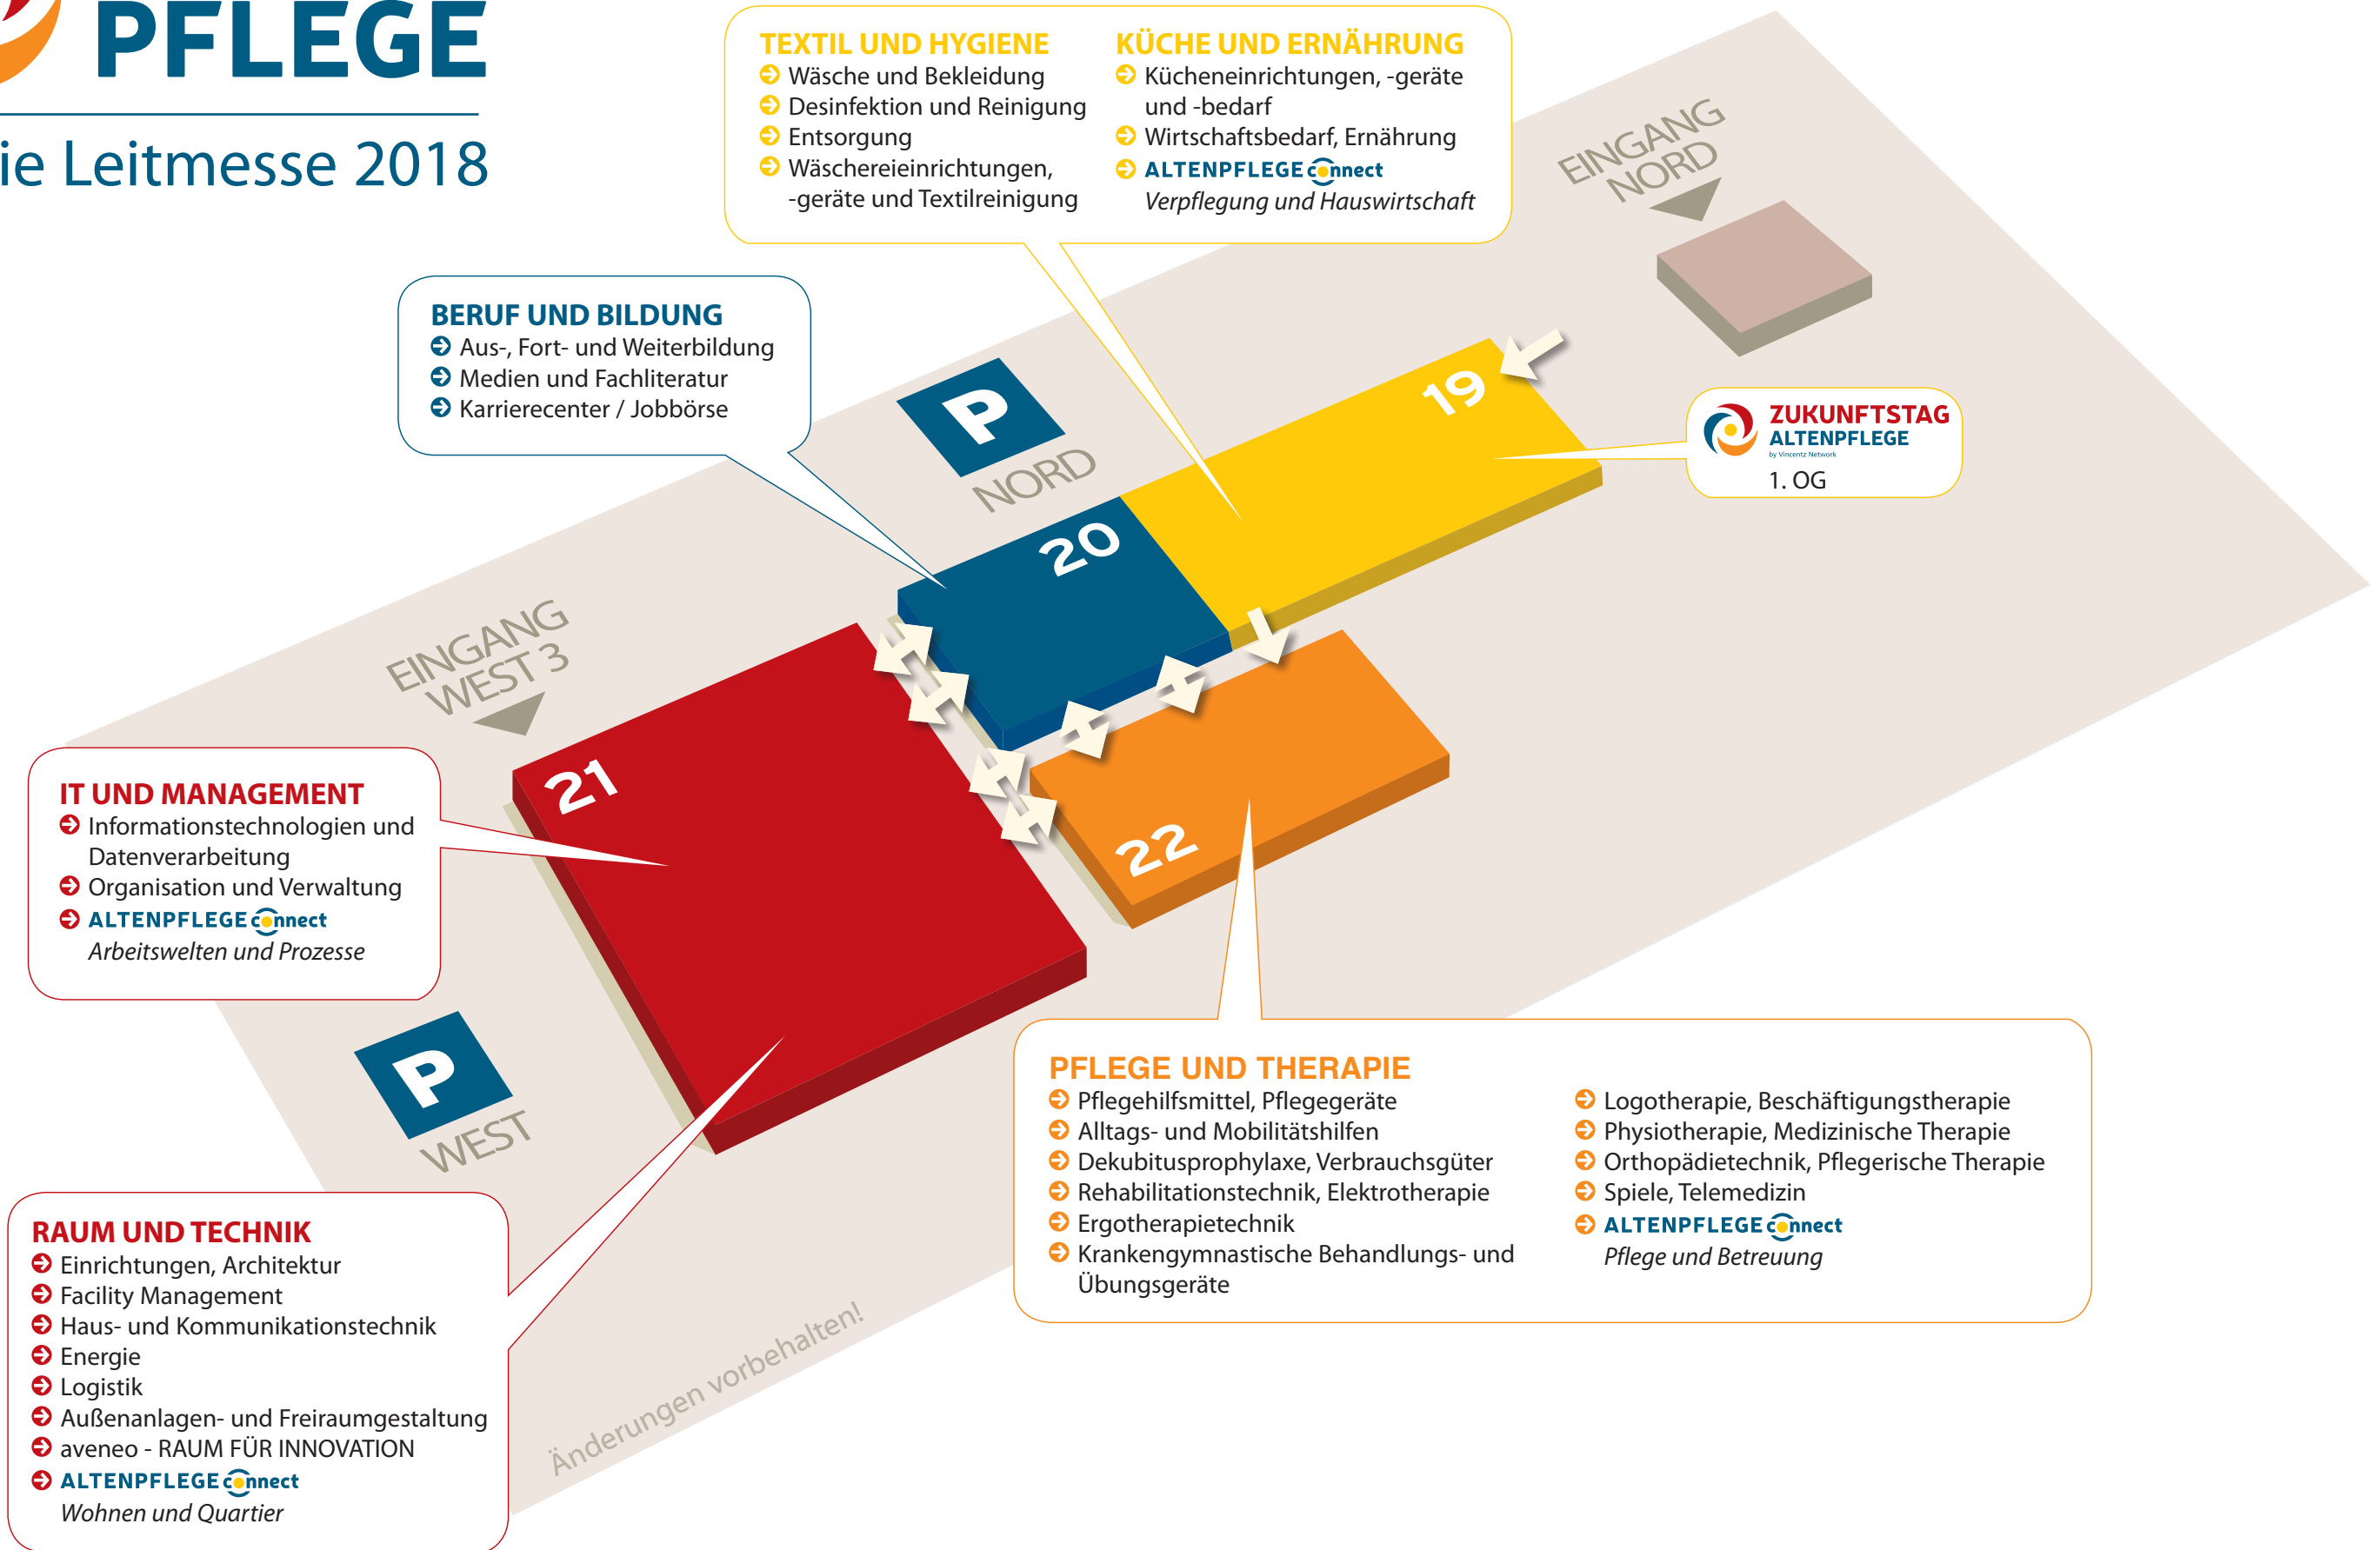 PFLEGE
ie Leitmesse 2018
TEXTIL UND HYGIENE
Wäsche und Bekleidung
Desinfektion und Reinigung
Entsorgung
Wäschereieinrichtungen,
-geräte und Textilreinigung
KÜCHE UND ERNÄHRUNG
Kücheneinrichtungen, -geräte
und -bedarf
Wirtschaftsbedarf, Ernährung
ALTENPFLEGE connect
Verpflegung und Hauswirtschaft
EINGANG
NORD
BERUF UND BILDUNG
Aus-, Fort- und Weiterbildung
Medien und Fachliteratur
Karrierecenter / Jobbörse
P
NORD
19
ZUKUNFTSTAG
ALTENPFLEGE
by Vincentz Network
1. OG
20
EINGANG
WEST 3
21
22
IT UND MANAGEMENT
Informationstechnologien und
Datenverarbeitung
Organisation und Verwaltung
ALTENPFLEGE connect
Arbeitswelten und Prozesse
P
WEST
PFLEGE UND THERAPIE
Pflegehilfsmittel, Pflegegeräte
Alltags- und Mobilitätshilfen
Dekubitusprophylaxe, Verbrauchsgüter
Rehabilitationstechnik, Elektrotherapie
Ergotherapietechnik
Krankengymnastische Behandlungs- und
Übungsgeräte
Logotherapie, Beschäftigungstherapie
Physiotherapie, Medizinische Therapie
Orthopädietechnik, Pflegerische Therapie
Spiele, Telemedizin
ALTENPFLEGE connect
Pflege und Betreuung
RAUM UND TECHNIK
Einrichtungen, Architektur
Facility Management
Haus- und Kommunikationstechnik
Energie
Logistik
Außenanlagen- und Freiraumgestaltung
aveneo - RAUM FÜR INNOVATION
ALTENPFLEGE connect
Wohnen und Quartier
Änderungen vorbehalten!